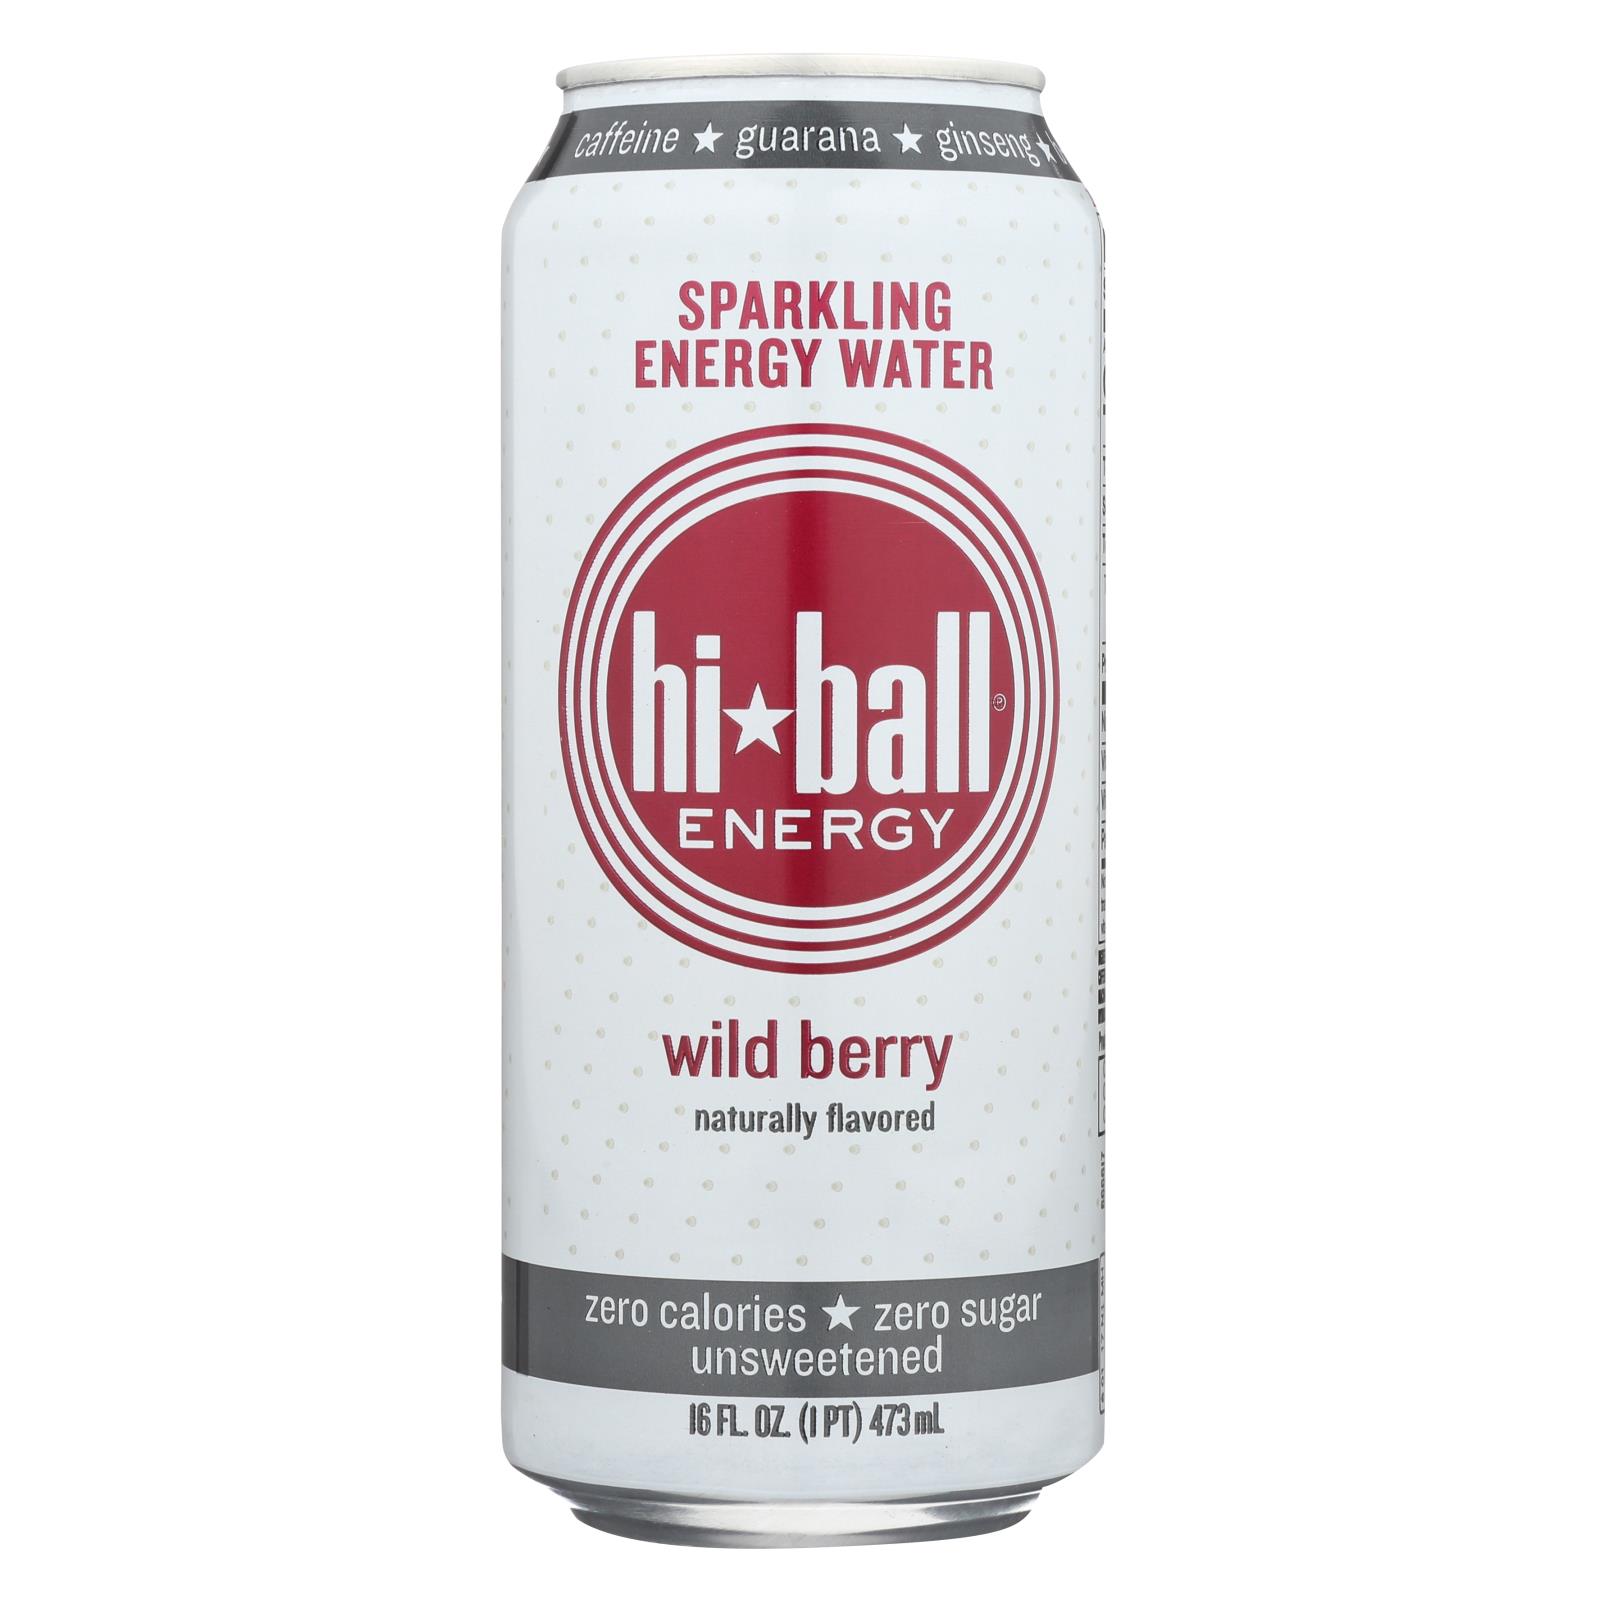 caffeine ★ guarana ★ ginseng ★
SPARKLING
ENERGY WATER
hi★ball
ENERGY
wild berry
naturally flavored
zero calories ★ zero sugar
unsweetened
16 FL. OZ. (1 PT) 473 mL